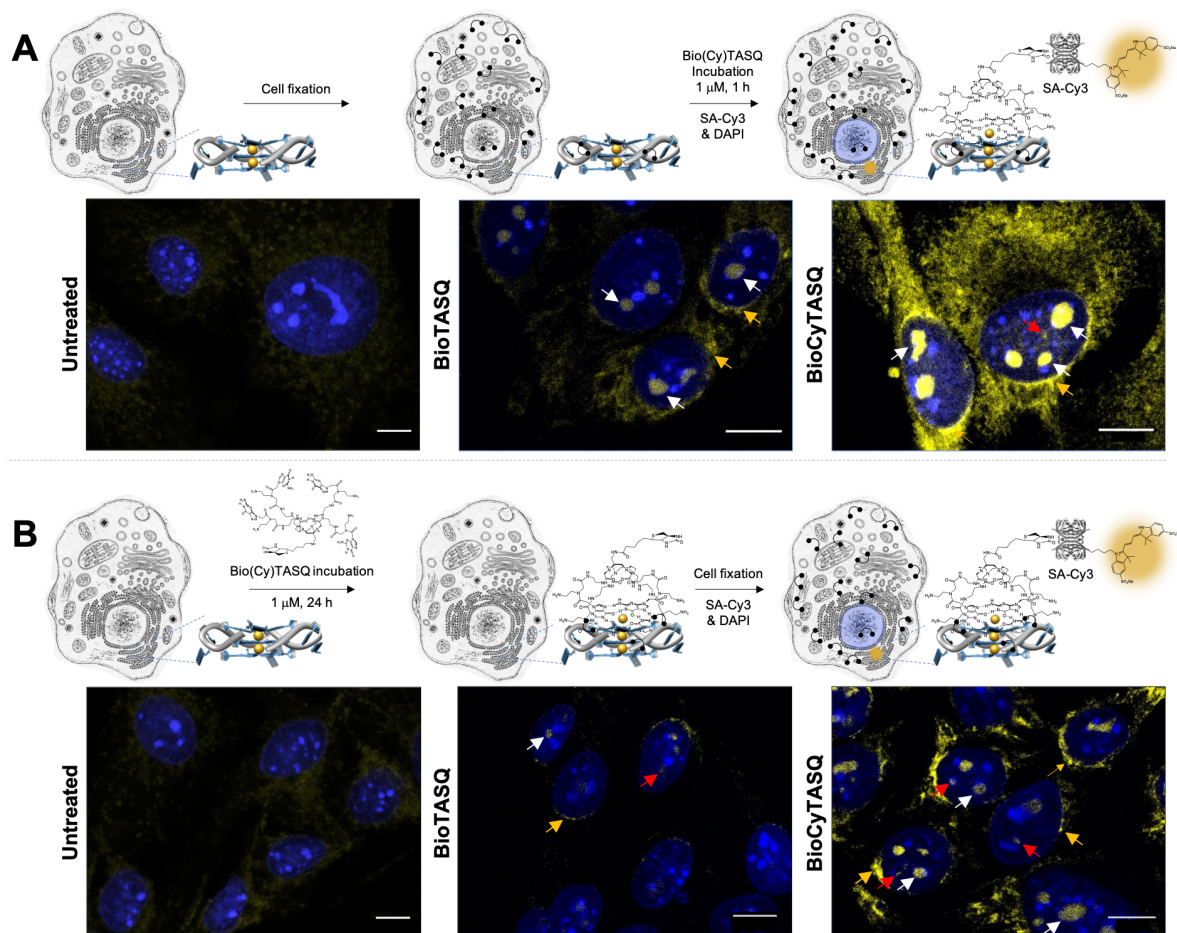 A
Cell fixation
Bio(Cy)TASQ
Incubation
1 μM, 1 h
SA-Cy3
& DAPI
SA-Cy3
Untreated
BioTASQ
BioCyTASQ
B
Bio(Cy)TASQ incubation
1 μM, 24 h
Cell fixation
SA-Cy3
& DAPI
SA-Cy3
Untreated
BioTASQ
BioCyTASQ